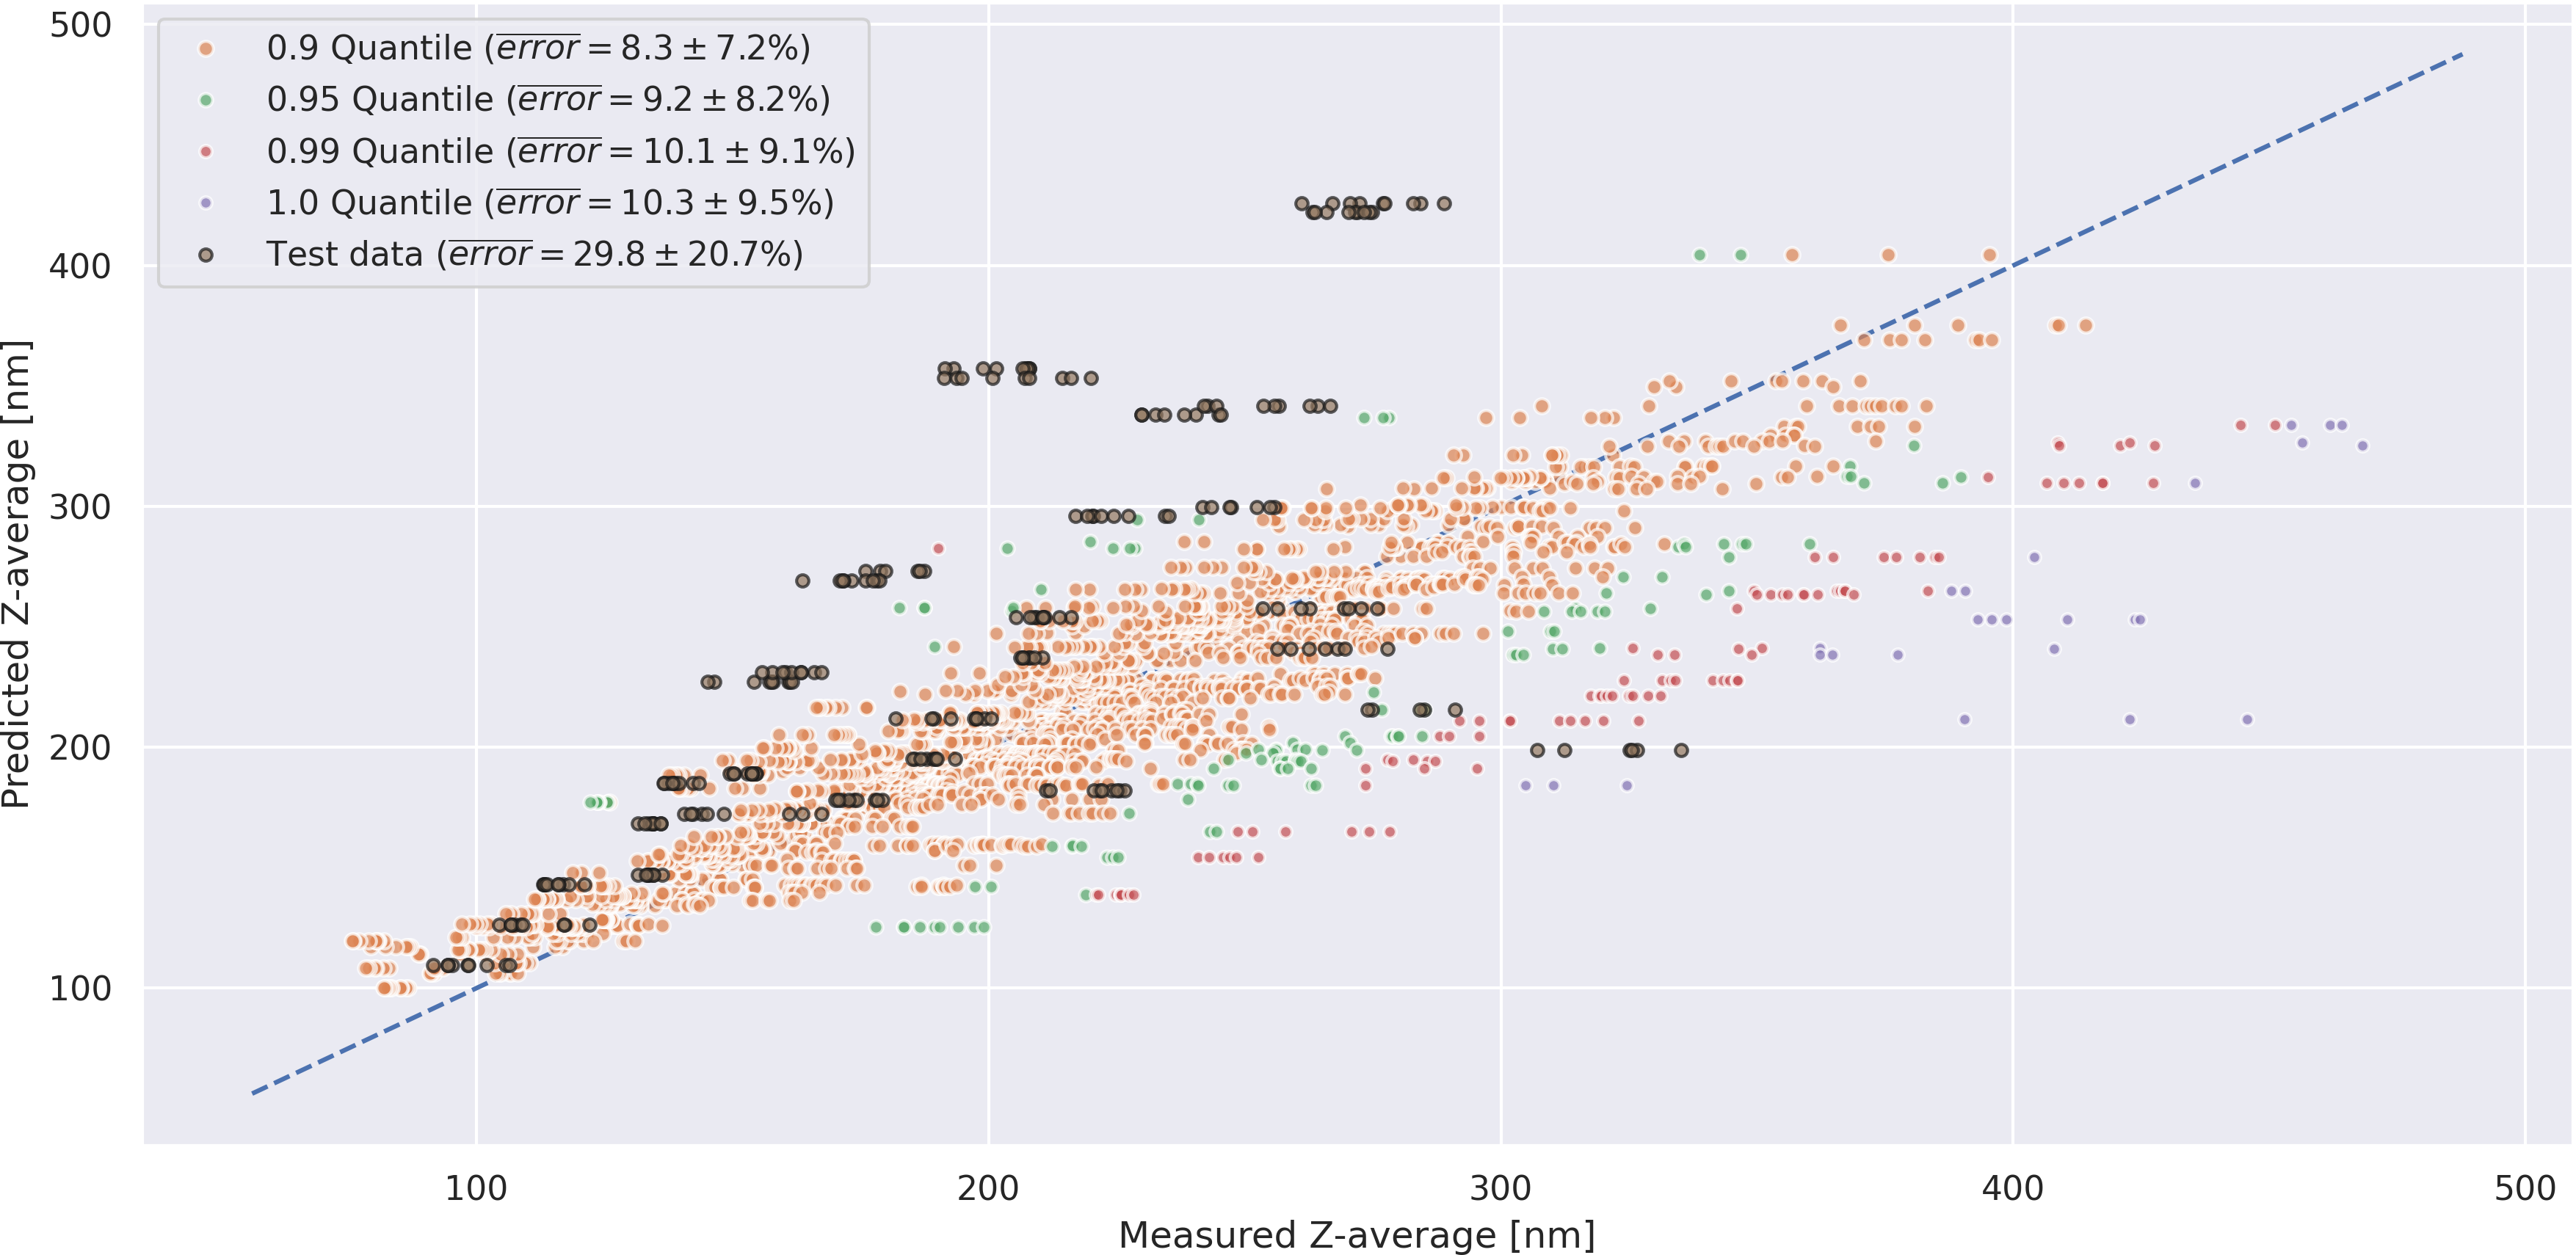 0.9 Quantile (error = 8.3 ± 7.2%)
0.95 Quantile (error = 9.2 ± 8.2%)
0.99 Quantile (error = 10.1 ± 9.1%)
1.0 Quantile (error = 10.3 ± 9.5%)
Test data (error = 29.8 ± 20.7%)
Predicted Z-average [nm]
500
400
300
200
100
100 200 300 400 500
Measured Z-average [nm]